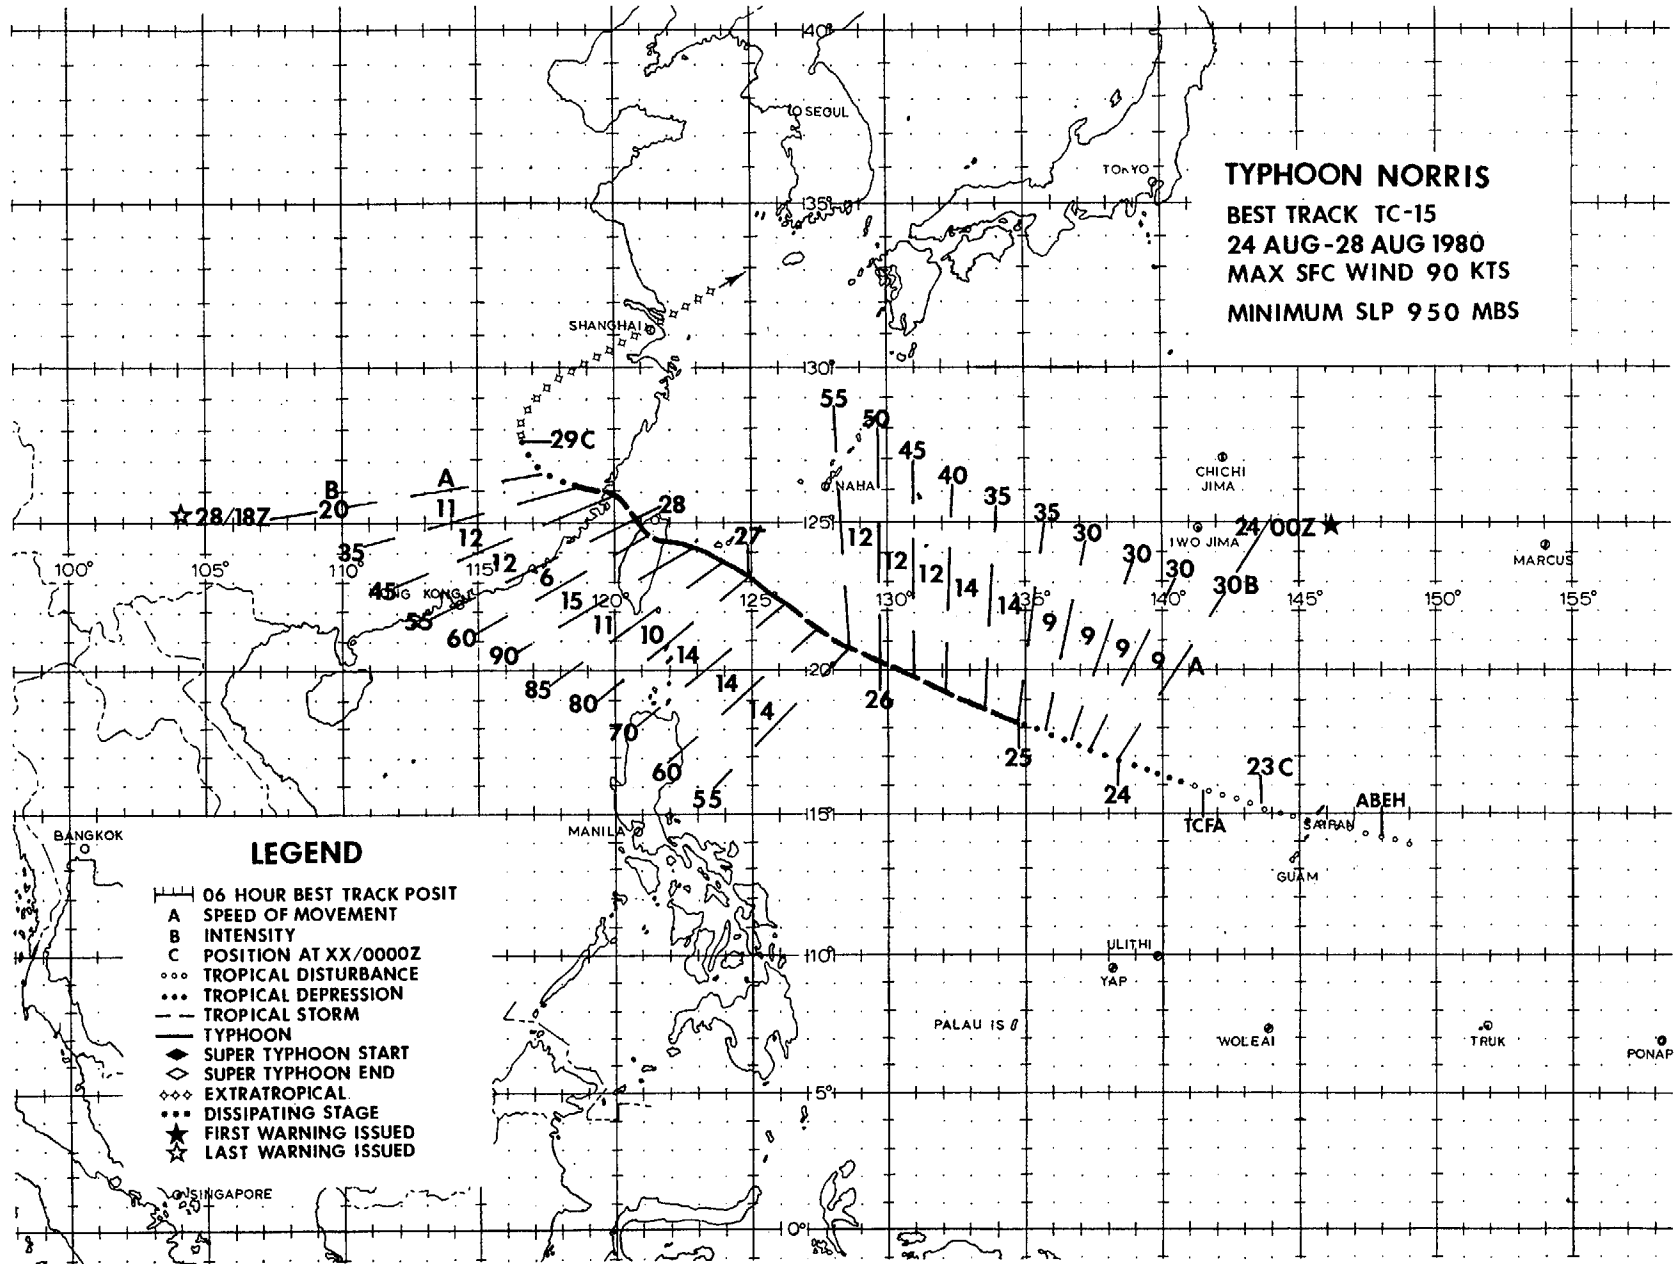 40°
SEOUL
TOKYO
TYPHOON NORRIS
BEST TRACK TC-15
24 AUG-28 AUG 1980
MAX SFC WIND 90 KTS
MINIMUM SLP 950 MBS
35°
SHANGHAI
30°
55
50
29C
45
40
CHICHI
JIMA
A
B
NAHA
35
28
11
20
28/18Z
25°
35
24/00Z
27
12
12
30
IWO JIMA
35
12
12
30
MARCUS
100°
105°
110°
115°
12
6
120°
125°
130°
12
14
135°
30
140°
30B
145°
150°
155°
45
HONG KONG
15
14
55
60
11
10
9
9
9
9
A
90
14
20°
85
80
14
26
70
14
25
60
23C
55
24
ABEH
15°
TCFA
SAIPAN
MANILA
GUAM
BANGKOK
LEGEND
06 HOUR BEST TRACK POSIT
A SPEED OF MOVEMENT
B INTENSITY
C POSITION AT XX/0000Z
TROPICAL DISTURBANCE
TROPICAL DEPRESSION
TROPICAL STORM
TYPHOON
SUPER TYPHOON START
SUPER TYPHOON END
EXTRATROPICAL
DISSIPATING STAGE
FIRST WARNING ISSUED
LAST WARNING ISSUED
10°
ULITHI
YAP
PALAU IS
WOLEAI
TRUK
PONAP
5°
SINGAPORE
0°